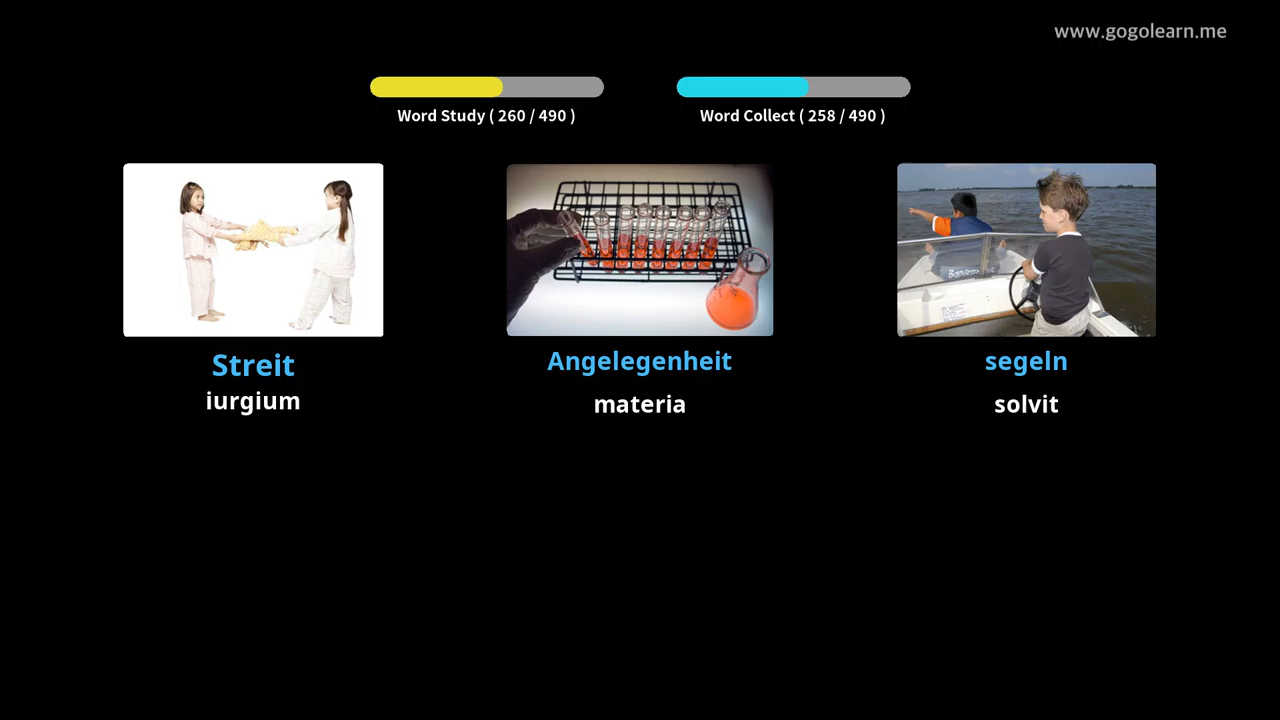 www.gogolearn.me
Word Study ( 260 / 490 )
Word Collect ( 258 / 490 )
Streit
iurgium
Angelegenheit
materia
segeln
solvit